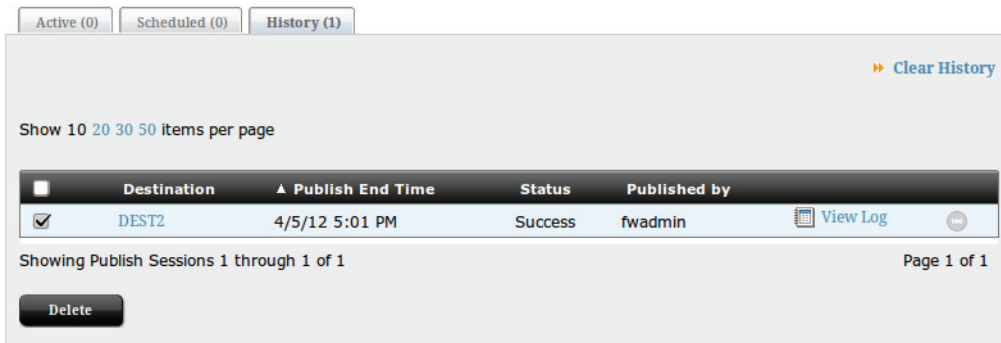 Active (0) Scheduled (0) History (1)
Clear History
Show 10 20 30 50 items per page
Destination Publish End Time Status Published by
DEST2 4/5/12 5:01 PM Success fwadmin View Log
Showing Publish Sessions 1 through 1 of 1 Page 1 of 1
Delete